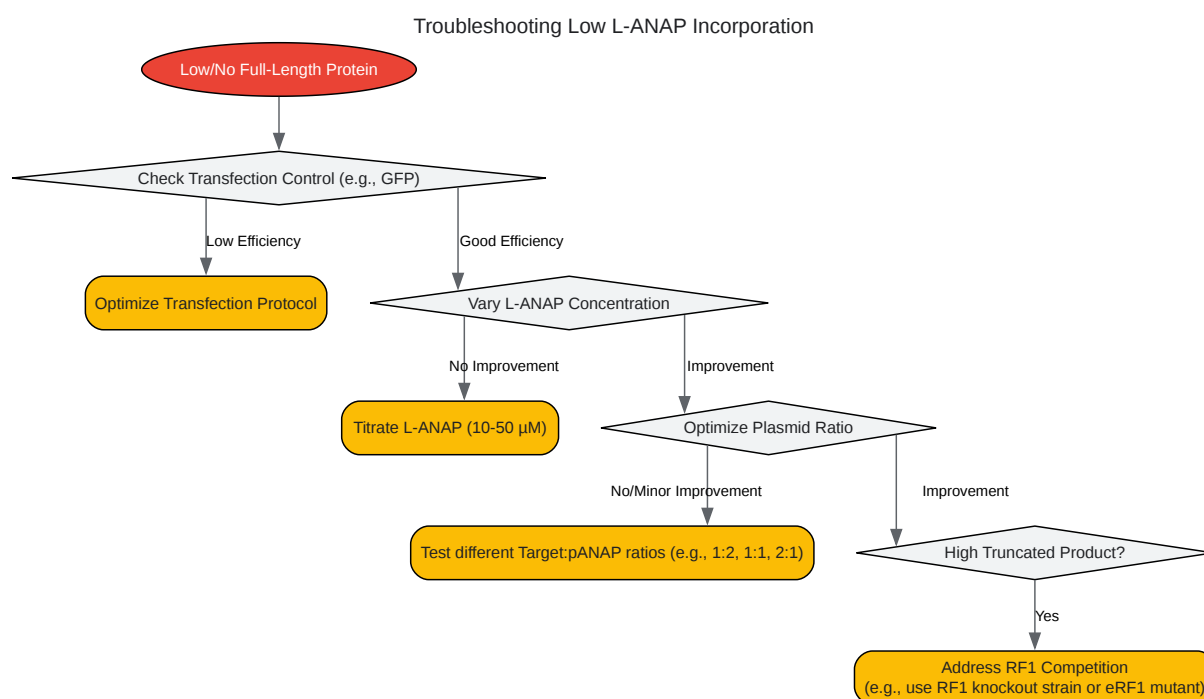 Troubleshooting Low L-ANAP Incorporation
Low/No Full-Length Protein
Check Transfection Control (e.g., GFP)
Low Efficiency
Good Efficiency
Optimize Transfection Protocol
Vary L-ANAP Concentration
No Improvement
Improvement
Titrate L-ANAP (10-50 µM)
Optimize Plasmid Ratio
No/Minor Improvement
Improvement
Test different Target:pANAP ratios (e.g., 1:2, 1:1, 2:1)
High Truncated Product?
Yes
Address RF1 Competition
(e.g., use RF1 knockout strain or eRF1 mutant)